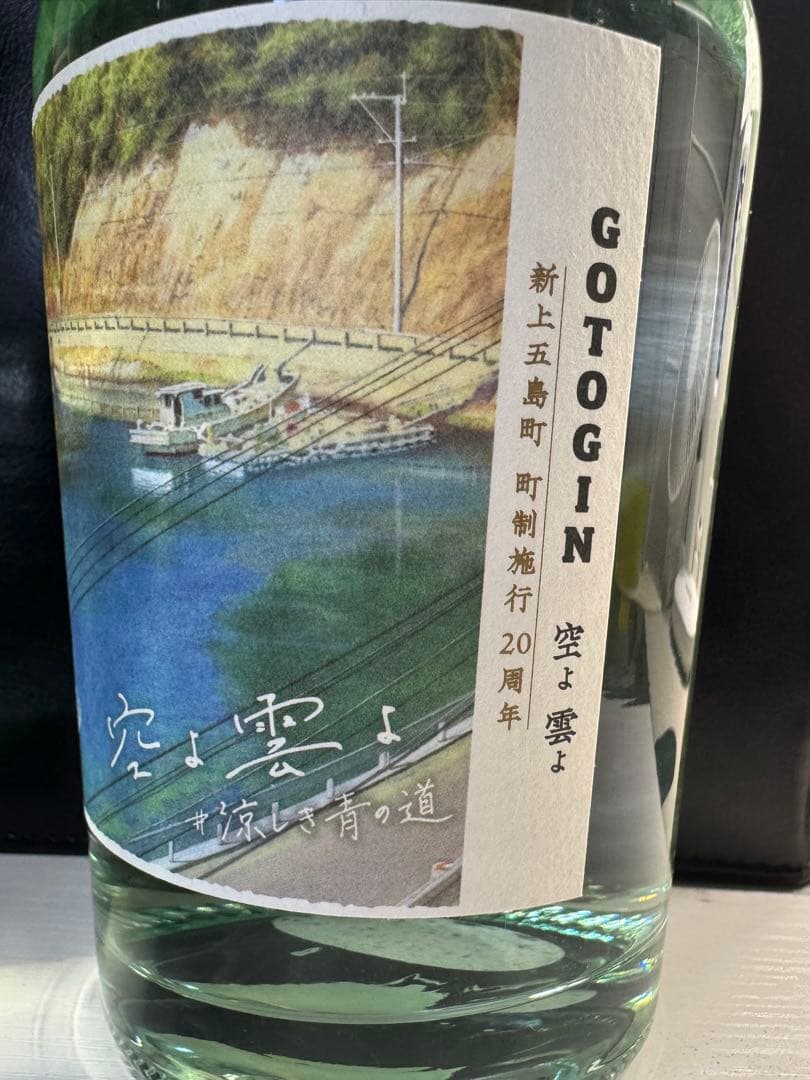 GOTOGIN
空よ 雲よ
新上五島町 町制施行 20周年
空よ雲よ
#涼しき青の道